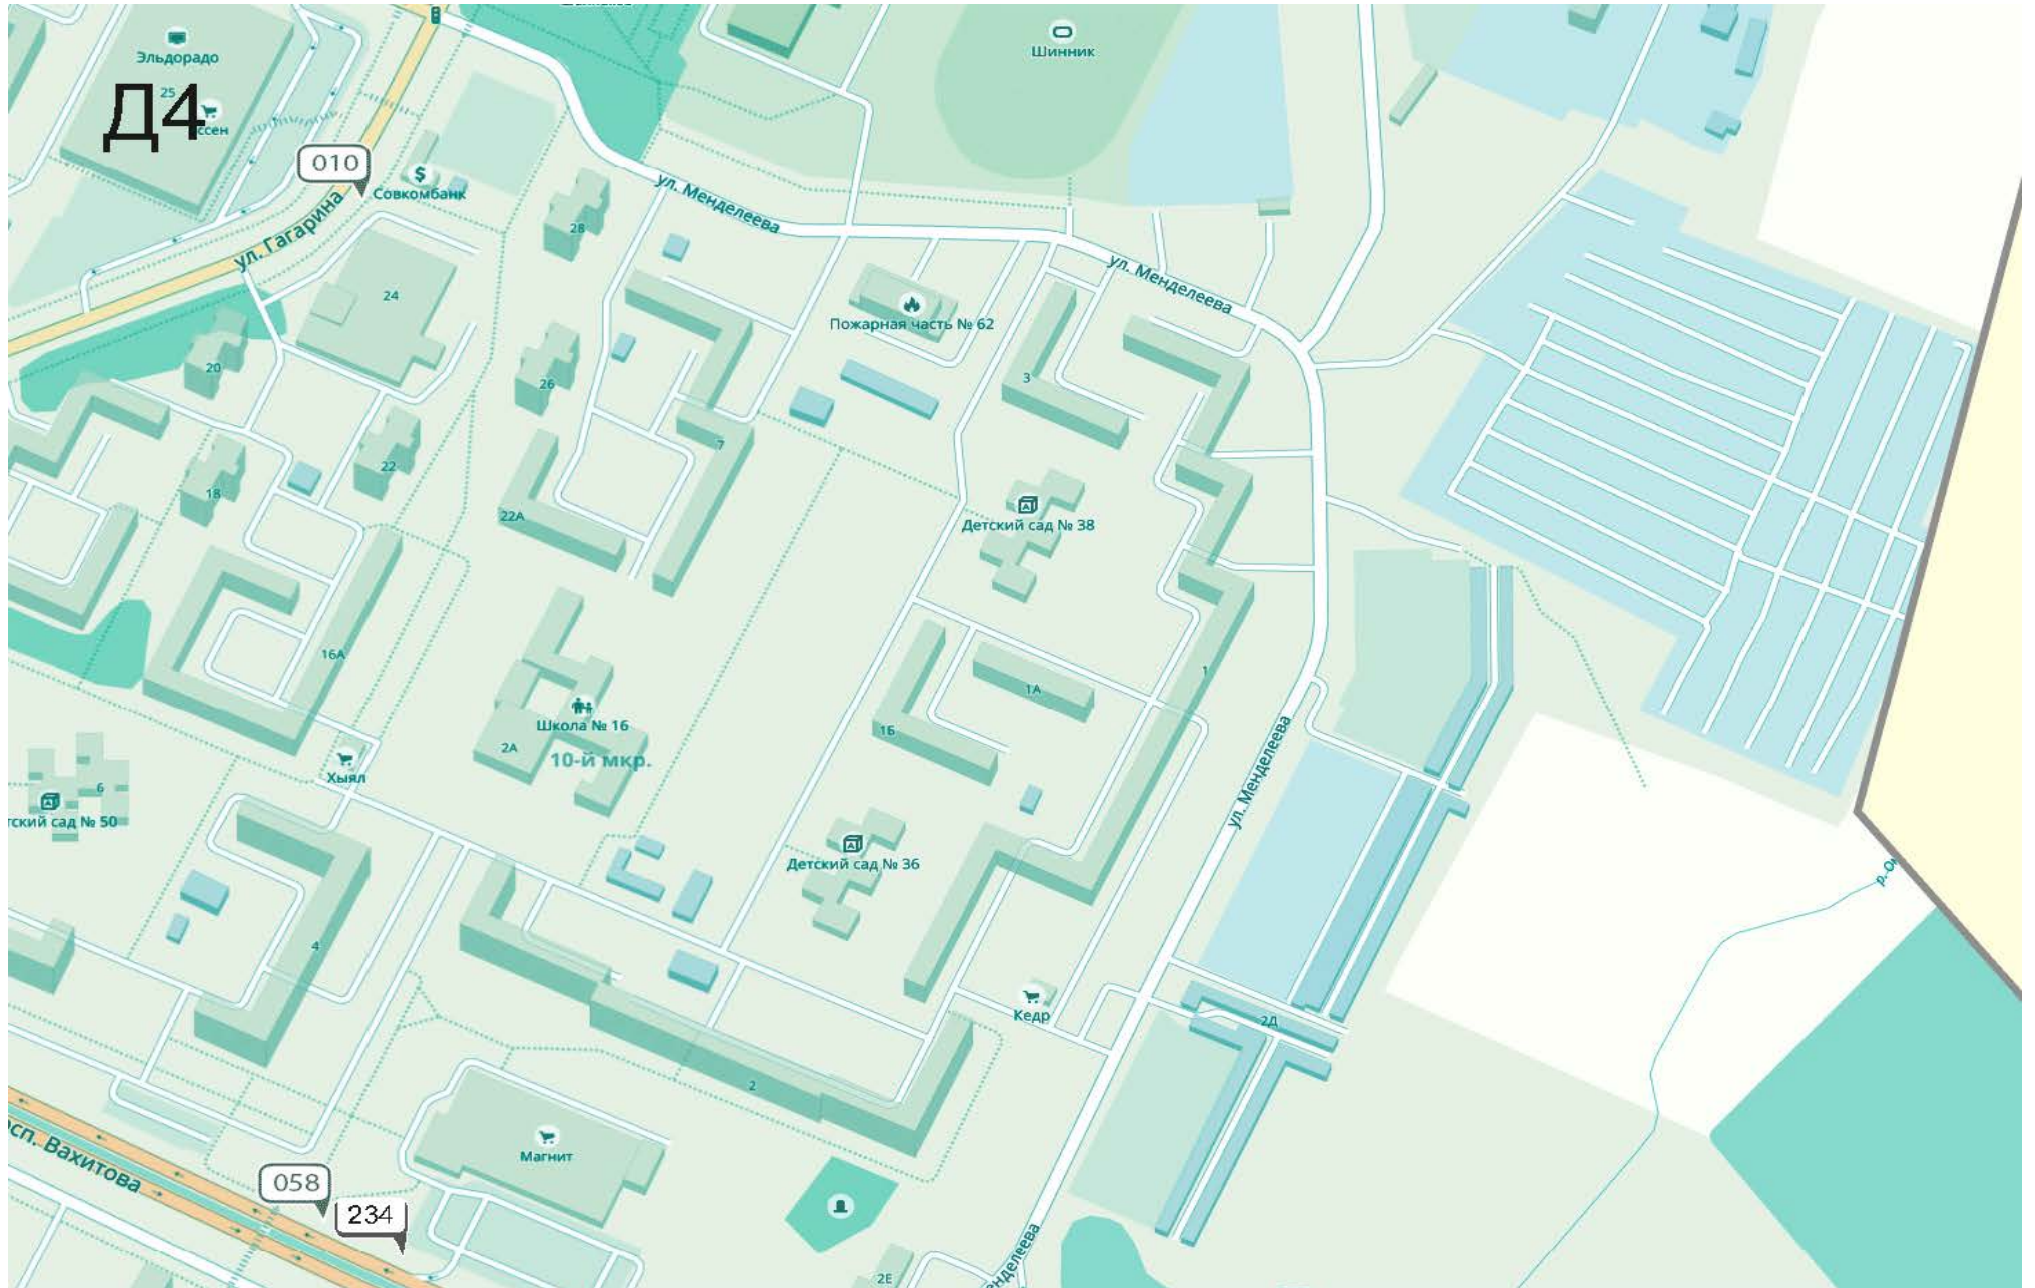 Эльдорадо
25
ссен
Д4
Шинник
010
Совкомбанк
ул. Гагарина
ул. Менделеева
28
24
ул. Менделеева
Пожарная часть № 62
20
26
3
22
7
18
22А
Детский сад № 38
16А
1
1А
Школа № 16
2А
10-й мкр.
1Б
Хыял
6
тский сад № 50
ул. Менделеева
Детский сад № 36
р. О
4
Кедр
2Д
2
Магнит
осп. Вахитова
058
234
2Е
енделеева